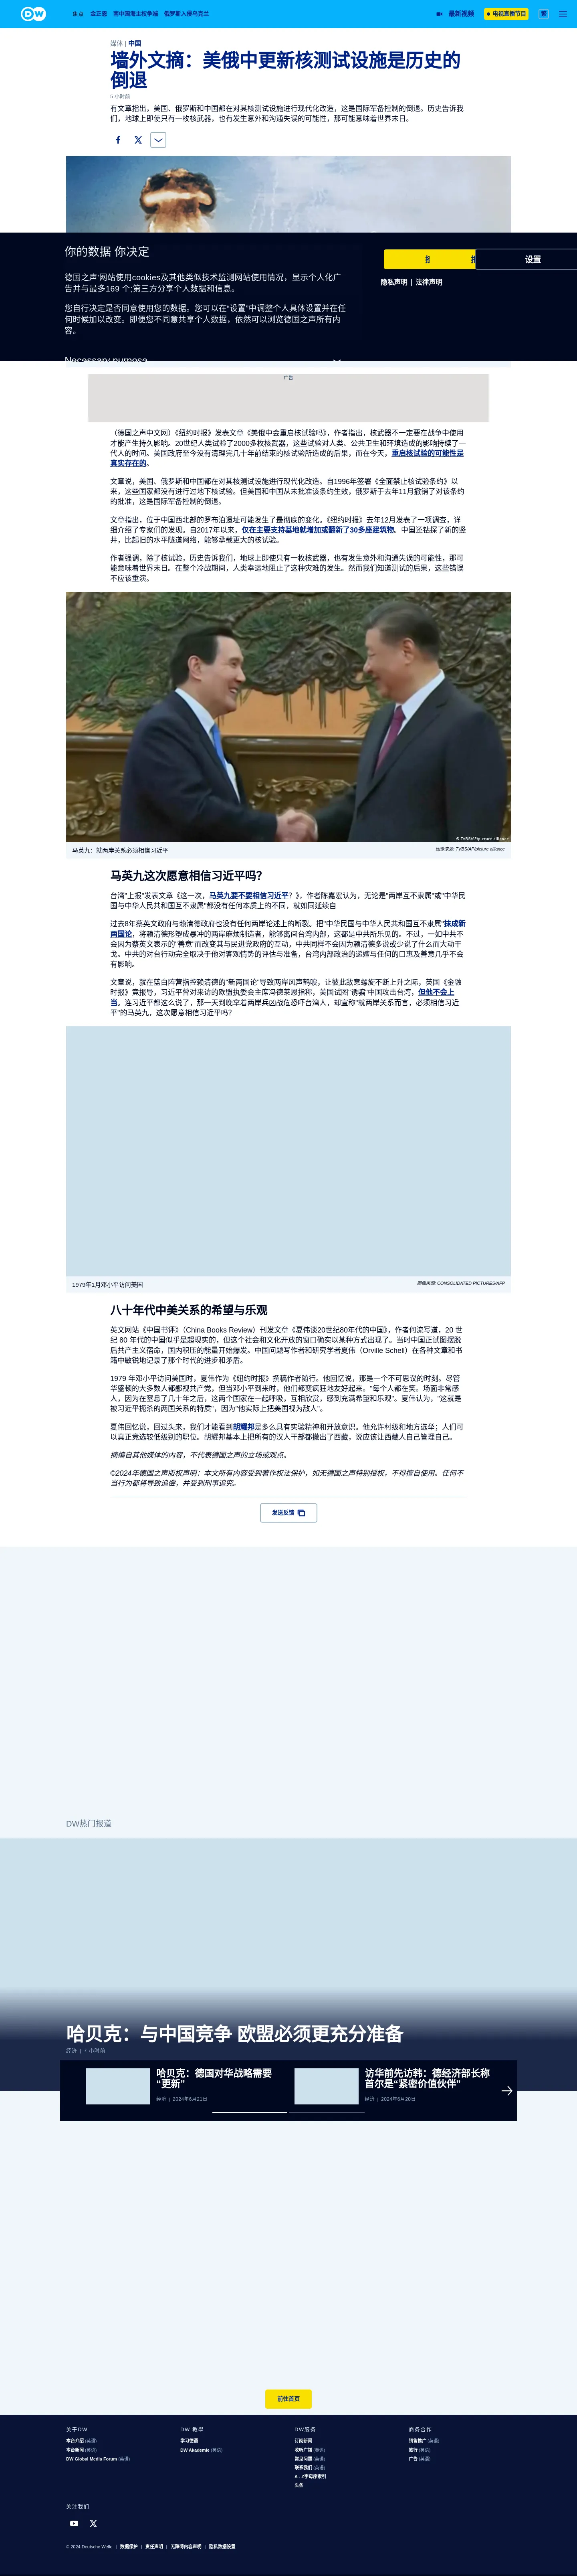 DW
焦点 金正恩 南中国海主权争端 俄罗斯入侵乌克兰
最新视频 电视直播节目 繁
媒体 | 中国
墙外文摘：美俄中更新核测试设施是历史的
倒退
5 小时前
有文章指出，美国、俄罗斯和中国都在对其核测试设施进行现代化改造，这是国际军备控制的倒退。历史告诉我
们，地球上即使只有一枚核武器，也有发生意外和沟通失误的可能性，那可能意味着世界末日。
你的数据 你决定
德国之声'网站使用cookies及其他类似技术监测网站使用情况，显示个人化广
告并与最多169 个;第三方分享个人数据和信息。
您自行决定是否同意使用您的数据。您可以在"设置"中调整个人具体设置并在任
何时候加以改变。即便您不同意共享个人数据，依然可以浏览德国之声所有内
容。
Necessary purpose
设置
隐私声明 | 法律声明
广告
（德国之声中文网）《纽约时报》发表文章《美俄中会重启核试验吗》，作者指出，核武器不一定要在战争中使用
才能产生持久影响。20世纪人类试验了2000多枚核武器，这些试验对人类、公共卫生和环境造成的影响持续了一
代人的时间。美国政府至今没有清理完几十年前结束的核试验所造成的后果，而在今天，重启核试验的可能性是
真实存在的。
文章说，美国、俄罗斯和中国都在对其核测试设施进行现代化改造。自1996年签署《全面禁止核试验条约》以
来，这些国家都没有进行过地下核试验。但美国和中国从未批准该条约生效，俄罗斯于去年11月撤销了对该条约
的批准，这是国际军备控制的倒退。
文章指出，位于中国西北部的罗布泊遗址可能发生了最彻底的变化。《纽约时报》去年12月发表了一项调查，详
细介绍了专家们的发现。自2017年以来，仅在主要支持基地就增加或翻新了30多座建筑物。中国还钻探了新的竖
井，比起旧的水平隧道网络，能够承载更大的核试验。
作者强调，除了核试验，历史告诉我们，地球上即使只有一枚核武器，也有发生意外和沟通失误的可能性，那可
能意味着世界末日。在整个冷战期间，人类幸运地阻止了这种灾难的发生。然而我们知道测试的后果，这些错误
不应该重演。
© TVBS/AP/picture alliance
马英九：就两岸关系必须相信习近平
图像来源: TVBS/AP/picture alliance
马英九这次愿意相信习近平吗？
台湾"上报"发表文章《这一次，马英九要不要相信习近平？》，作者陈嘉宏认为，无论是"两岸互不隶属"或"中华民
国与中华人民共和国互不隶属"都没有任何本质上的不同，就如同延续自
过去8年蔡英文政府与赖清德政府也没有任何两岸论述上的断裂。把"中华民国与中华人民共和国互不隶属"抹成新
两国论，将赖清德形塑成暴冲的两岸麻烦制造者，能够离间台湾内部，这都是中共所乐见的。不过，一如中共不
会因为蔡英文表示的"善意"而改变其与民进党政府的互动，中共同样不会因为赖清德多说或少说了什么而大动干
戈。中共的对台行动完全取决于他对客观情势的评估与准备，台湾内部政治的递嬗与任何的口惠及善意几乎不会
有影响。
文章说，就在蓝白阵营指控赖清德的"新两国论"导致两岸风声鹤唳，让彼此敌意螺旋不断上升之际，英国《金融
时报》竟报导，习近平曾对来访的欧盟执委会主席冯德莱恩指称，美国试图"诱骗"中国攻击台湾，但他不会上
当。连习近平都这么说了，那一天到晚拿着两岸兵凶战危恐吓台湾人，却宣称"就两岸关系而言，必须相信习近
平"的马英九，这次愿意相信习近平吗？
1979年1月邓小平访问美国
图像来源: CONSOLIDATED PICTURES/AFP
八十年代中美关系的希望与乐观
英文网站《中国书评》（China Books Review）刊发文章《夏伟谈20世纪80年代的中国》，作者何流写道，20 世
纪 80 年代的中国似乎是超现实的，但这个社会和文化开放的窗口确实以某种方式出现了。当时中国正试图摆脱
后共产主义宿命，国内积压的能量开始爆发。中国问题写作者和研究学者夏伟（Orville Schell）在各种文章和书
籍中敏锐地记录了那个时代的进步和矛盾。
1979 年邓小平访问美国时，夏伟作为《纽约时报》撰稿作者随行。他回忆说，那是一个不可思议的时刻。尽管
华盛顿的大多数人都鄙视共产党，但当邓小平到来时，他们都变疯狂地友好起来。"每个人都在笑。场面非常感
人，因为在窒息了几十年之后，这两个国家在一起呼吸，互相欣赏，感到充满希望和乐观"。夏伟认为，"这就是
被习近平扼杀的两国关系的特质"，因为"他实际上把美国视为敌人"。
夏伟回忆说，回过头来，我们才能看到胡耀邦是多么具有实验精神和开放意识。他允许村级和地方选举；人们可
以真正竞选较低级别的职位。胡耀邦基本上把所有的汉人干部都撤出了西藏，说应该让西藏人自己管理自己。
摘编自其他媒体的内容，不代表德国之声的立场或观点。
©2024年德国之声版权声明：本文所有内容受到著作权法保护，如无德国之声特别授权，不得擅自使用。任何不
当行为都将导致追偿，并受到刑事追究。
发送反馈
DW热门报道
哈贝克：与中国竞争 欧盟必须更充分准备
经济 | 7 小时前
哈贝克：德国对华战略需要
“更新”
经济 | 2024年6月21日
访华前先访韩：德经济部长称
首尔是“紧密价值伙伴”
经济 | 2024年6月20日
前往首页
关于DW
本台介绍 (英语)
本台新闻 (英语)
DW Global Media Forum (英语)
DW 教學
学习德语
DW Akademie (英语)
DW服务
订阅新闻
收听广播 (英语)
常见问题 (英语)
联系我们 (英语)
A - Z字母序索引
头条
商务合作
销售推广 (英语)
旅行 (英语)
广告 (英语)
关注我们
© 2024 Deutsche Welle | 数据保护 | 责任声明 | 无障碍内容声明 | 隐私数据设置